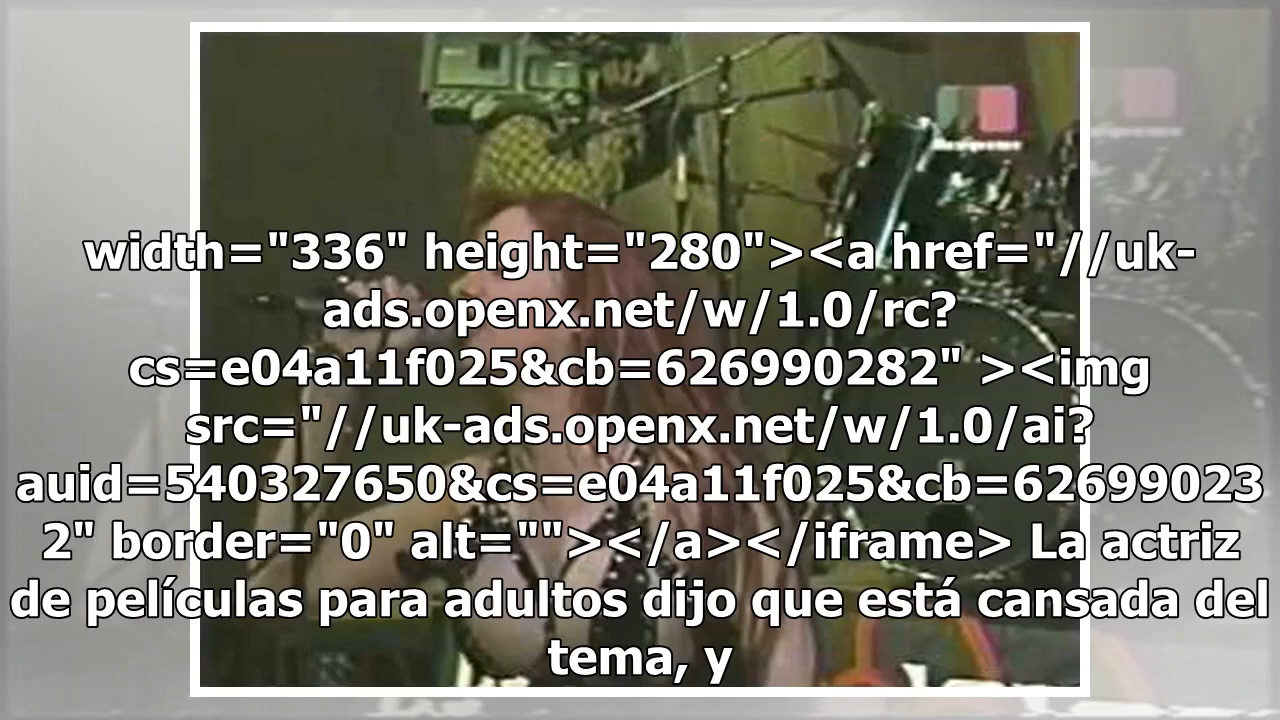 width="336" height="280"><a href="//uk-
ads.openx.net/w/1.0/rc?
cs=e04a11f025&cb=626990282" ><img
src="//uk-ads.openx.net/w/1.0/ai?
auid=540327650&cs=e04a11f025&cb=62699023
2" border="0" alt=""></a></iframe> La actriz
de películas para adultos dijo que está cansada del
tema, y